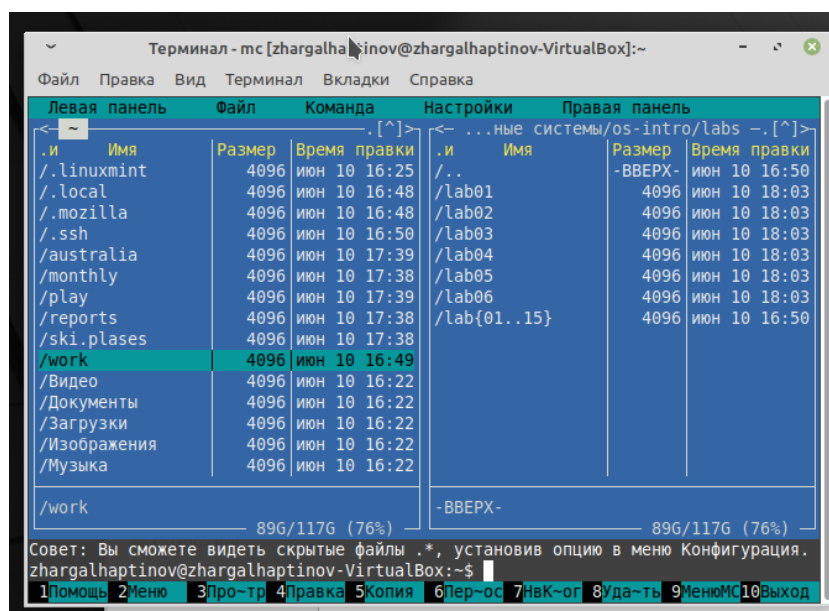 Терминал - mc [zhargalhaptinov@zhargalhaptinov-VirtualBox]:~
Файл Правка Вид Терминал Вкладки Справка
Левая панель Файл Команда Настройки Правая панель
<— ~ .[^]> <— ...ные системы/os-intro/labs —.[^]>
.и Имя Размер Время правки .и Имя Размер Время правки
/.linuxmint 4096 июн 10 16:25 /.. -ВВЕРХ- июн 10 16:50
/.local 4096 июн 10 16:48 /lab01 4096 июн 10 18:03
/.mozilla 4096 июн 10 16:48 /lab02 4096 июн 10 18:03
/.ssh 4096 июн 10 16:50 /lab03 4096 июн 10 18:03
/australia 4096 июн 10 17:39 /lab04 4096 июн 10 18:03
/monthly 4096 июн 10 17:38 /lab05 4096 июн 10 18:03
/play 4096 июн 10 17:39 /lab06 4096 июн 10 18:03
/reports 4096 июн 10 17:38 /lab{01..15} 4096 июн 10 16:50
/ski.plases 4096 июн 10 17:38
/work 4096 июн 10 16:49
/Видео 4096 июн 10 16:22
/Документы 4096 июн 10 16:22
/Загрузки 4096 июн 10 16:22
/Изображения 4096 июн 10 16:22
/Музыка 4096 июн 10 16:22
/work -ВВЕРХ-
89G/117G (76%) 89G/117G (76%)
Совет: Вы сможете видеть скрытые файлы .*, установив опцию в меню Конфигурация.
zhargalhaptinov@zhargalhaptinov-VirtualBox:~$
1Помощь 2Меню 3Про~тр 4Правка 5Копия 6Пер~ос 7НвК~ог 8Уда~ть 9МенюMC 10Выход